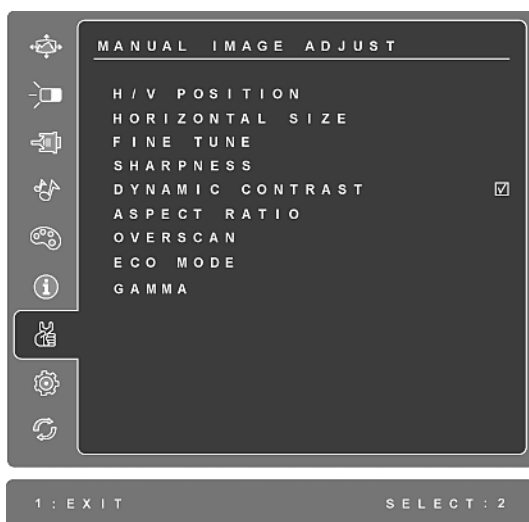 MANUAL IMAGE ADJUST
H/V POSITION
HORIZONTAL SIZE
FINE TUNE
SHARPNESS
DYNAMIC CONTRAST
ASPECT RATIO
OVERSCAN
ECO MODE
GAMMA
1:EXIT SELECT:2